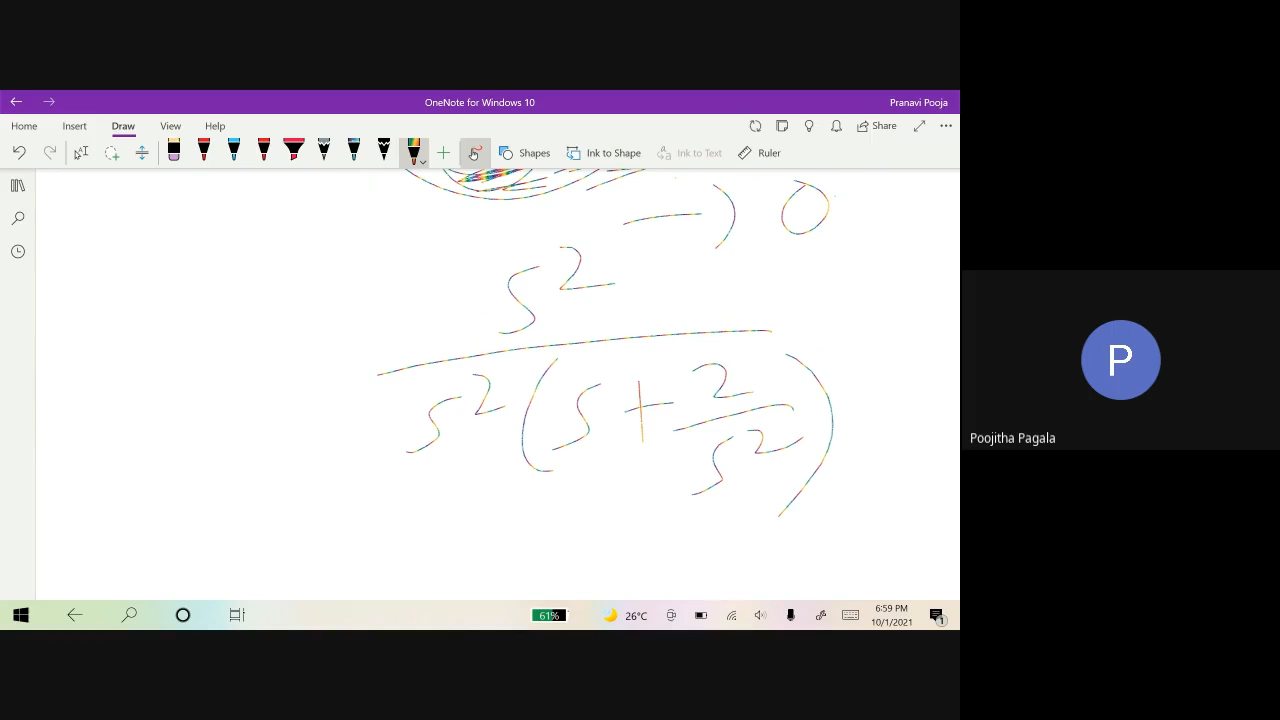 OneNote for Windows 10
Pranavi Pooja
Home Insert Draw View Help
Share
Shapes Ink to Shape Ink to Text Ruler
→ 0
s²
s² (s + 2/s²)
P
Poojitha Pagala
61% 26°C
6:59 PM
10/1/2021
1